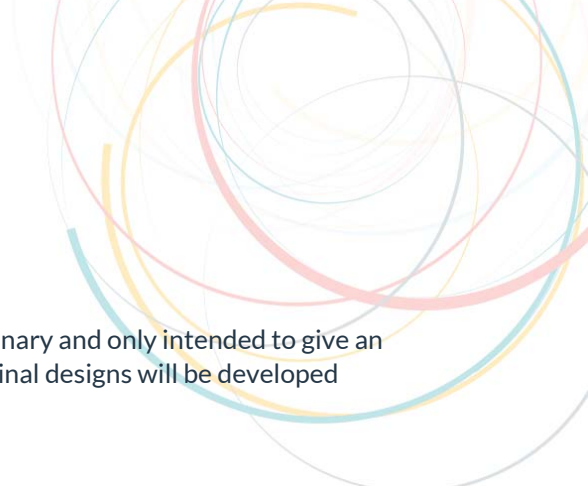 nary and only intended to give an
inal designs will be developed